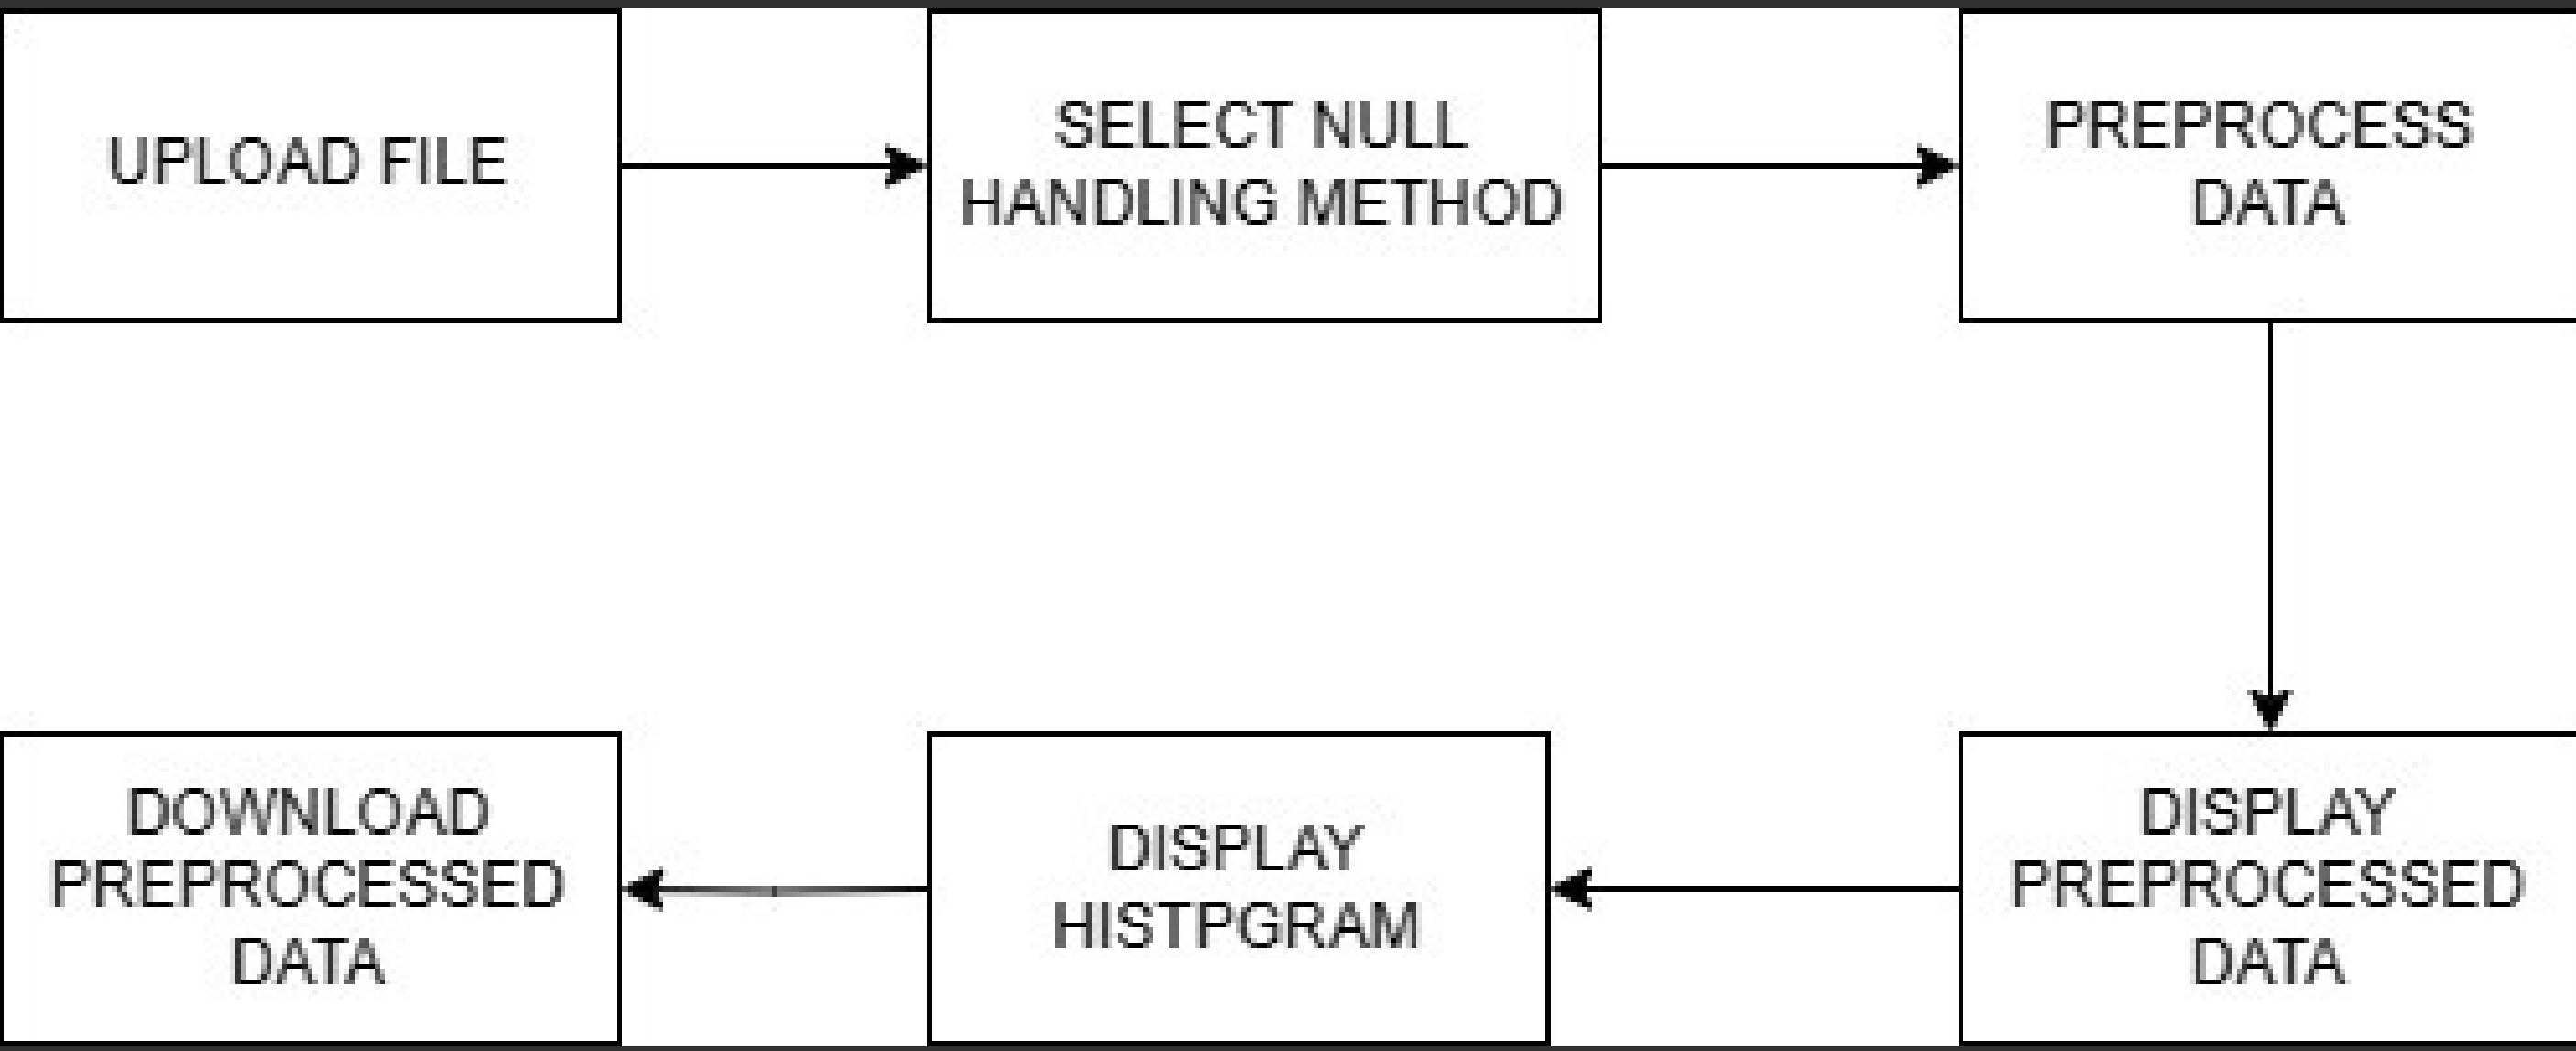 UPLOAD FILE
SELECT NULL
HANDLING METHOD
PREPROCESS
DATA
DISPLAY
PREPROCESSED
DATA
DISPLAY
HISTPGRAM
DOWNLOAD
PREPROCESSED
DATA